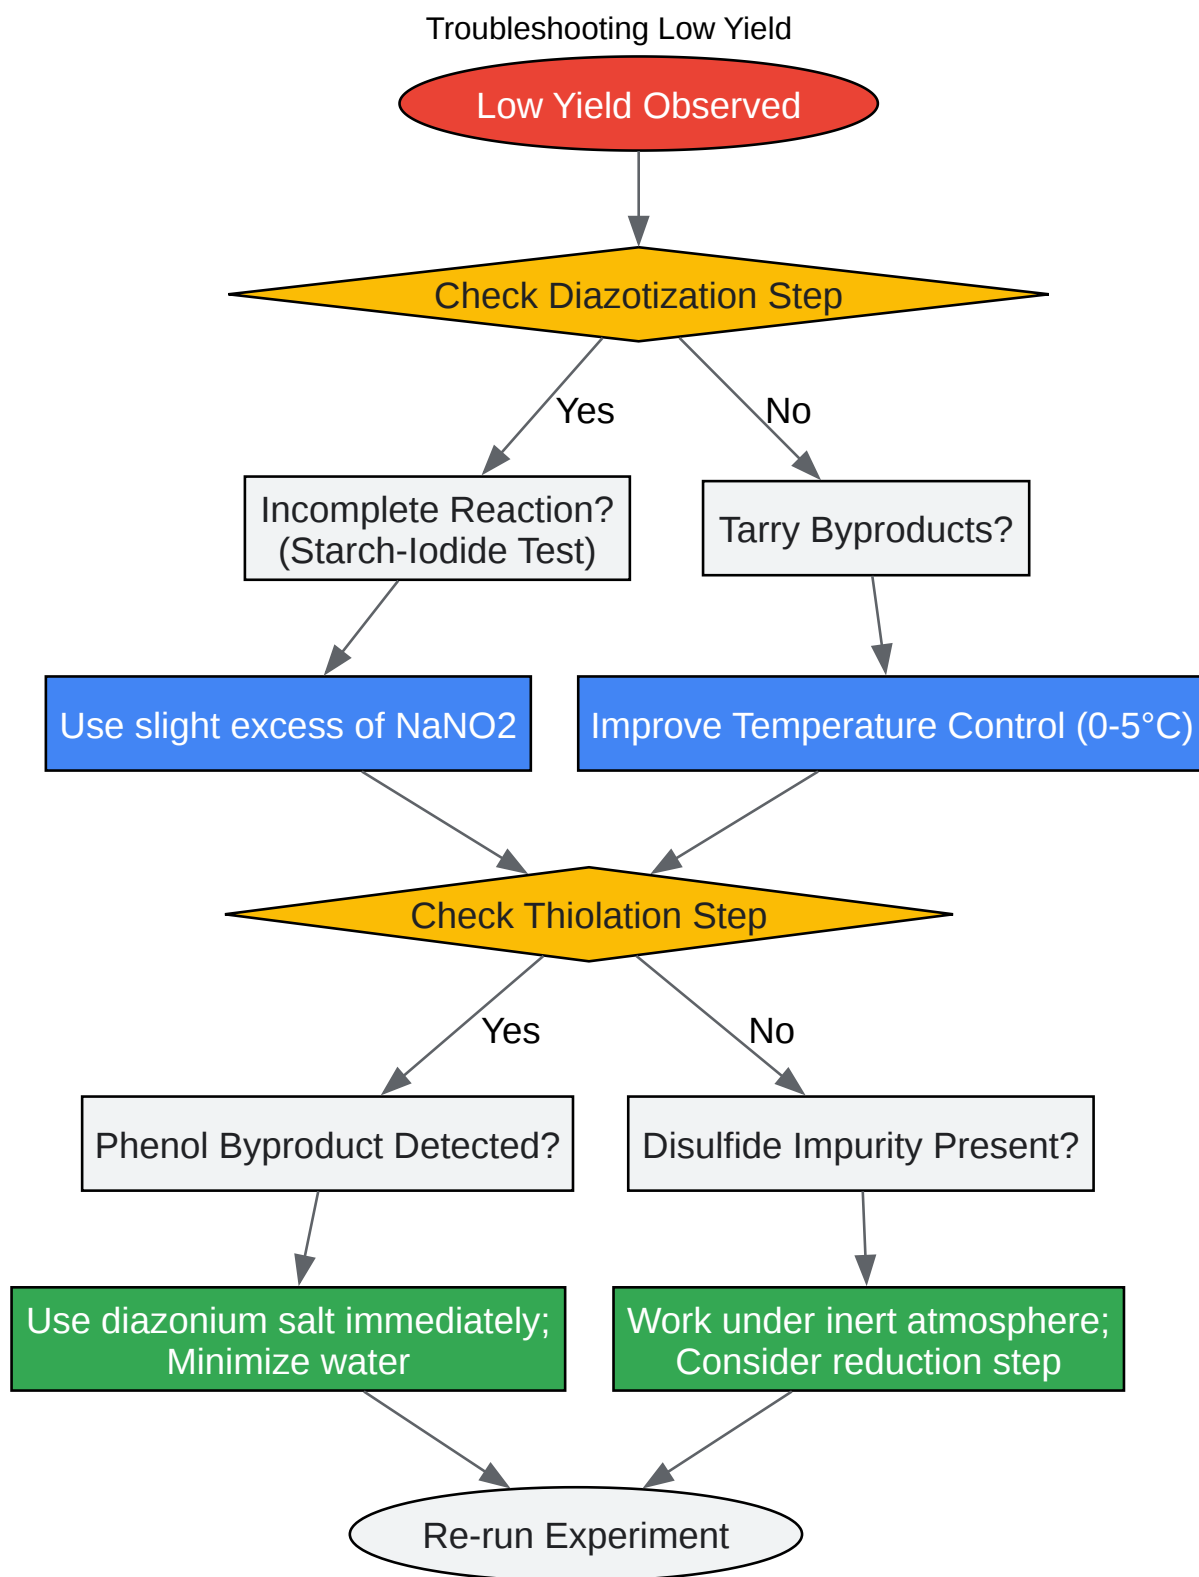 Troubleshooting Low Yield
Low Yield Observed
Check Diazotization Step
Yes
No
Incomplete Reaction?
(Starch-Iodide Test)
Tarry Byproducts?
Use slight excess of NaNO2
Improve Temperature Control (0-5°C)
Check Thiolation Step
Yes
No
Phenol Byproduct Detected?
Disulfide Impurity Present?
Use diazonium salt immediately;
Minimize water
Work under inert atmosphere;
Consider reduction step
Re-run Experiment